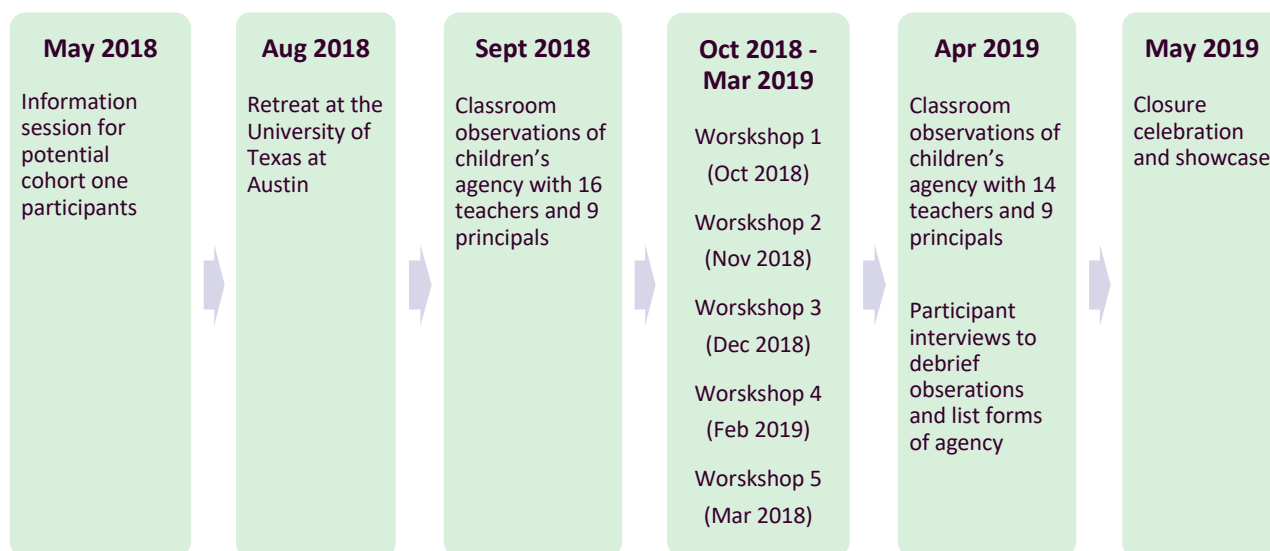 May 2018
Information
session for
potential
cohort one
participants
Aug 2018
Retreat at the
University of
Texas at
Austin
Sept 2018
Classroom
observations of
children’s
agency with 16
teachers and 9
principals
Oct 2018 -
Mar 2019
Worskshop 1
(Oct 2018)
Worskshop 2
(Nov 2018)
Worskshop 3
(Dec 2018)
Worskshop 4
(Feb 2019)
Worskshop 5
(Mar 2018)
Apr 2019
Classroom
observations of
children’s
agency with 14
teachers and 9
principals
Participant
interviews to
debrief
obserations
and list forms
of agency
May 2019
Closure
celebration
and showcase